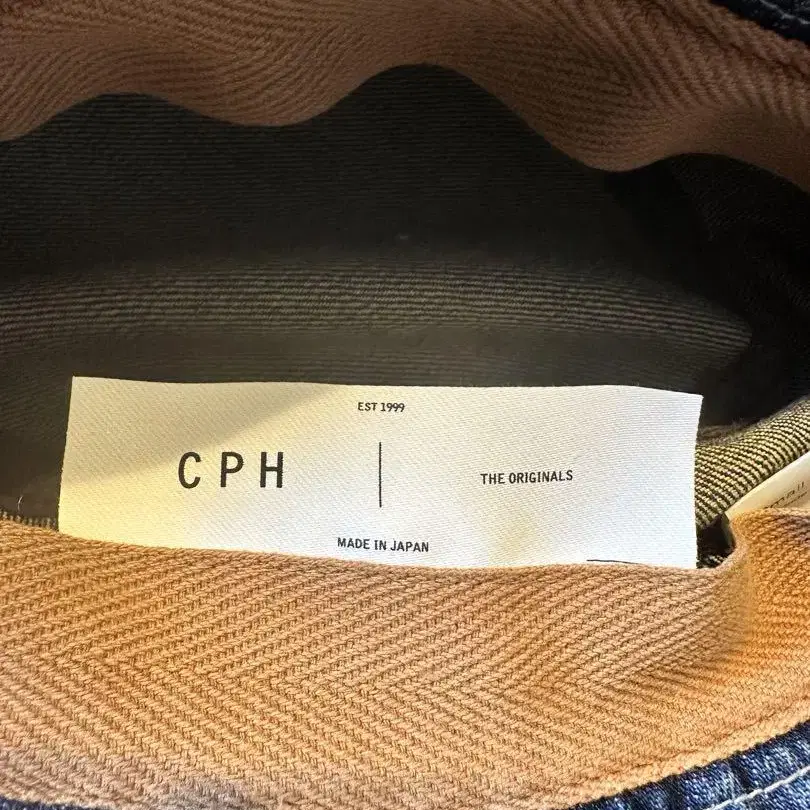 EST 1999
CPH
THE ORIGINALS
MADE IN JAPAN